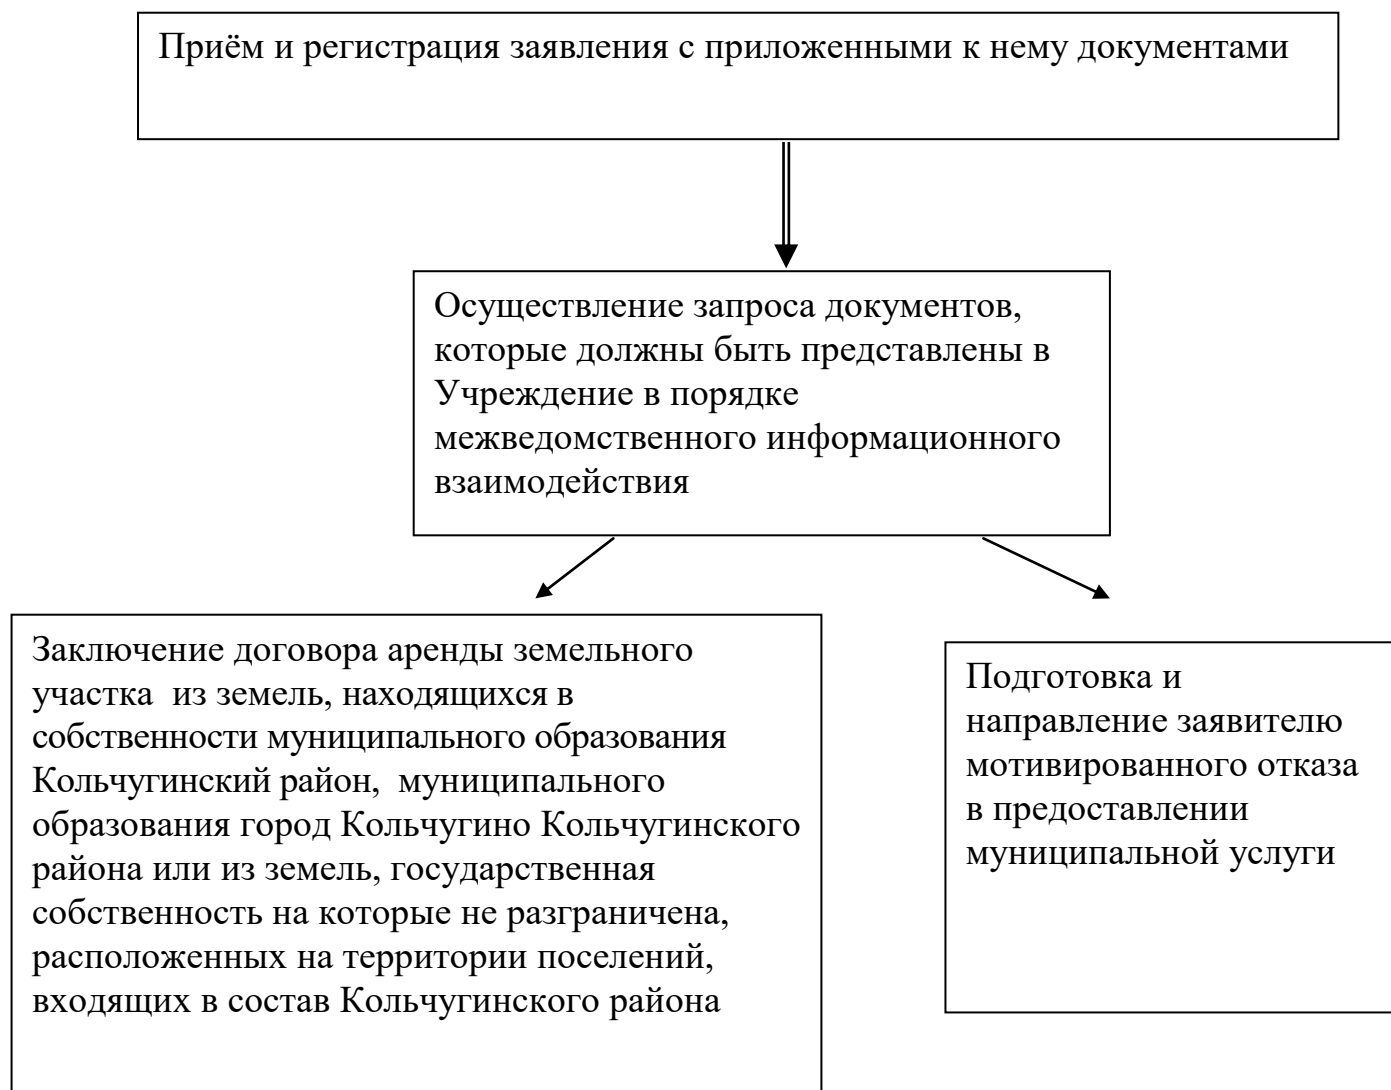 Приём и регистрация заявления с приложенными к нему документами
Осуществление запроса документов,
которые должны быть представлены в
Учреждение в порядке
межведомственного информационного
взаимодействия
Заключение договора аренды земельного
участка  из земель, находящихся в
собственности муниципального образования
Кольчугинский район,  муниципального
образования город Кольчугино Кольчугинского
района или из земель, государственная
собственность на которые не разграничена,
расположенных на территории поселений,
входящих в состав Кольчугинского района
Подготовка и
направление заявителю
мотивированного отказа
в предоставлении
муниципальной услуги